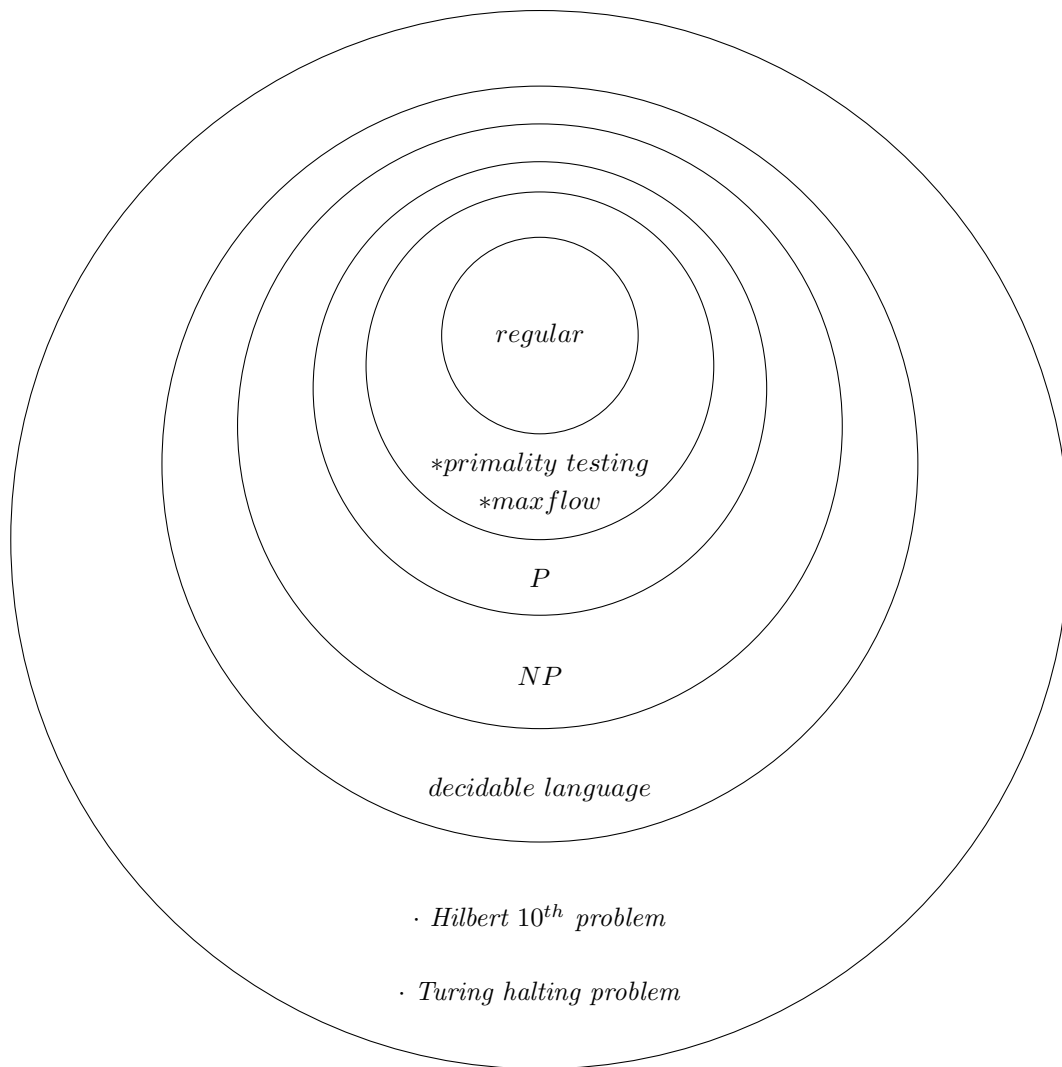 regular
*primality testing
*maxflow
P
NP
decidable language
· Hilbert 10th problem
· Turing halting problem